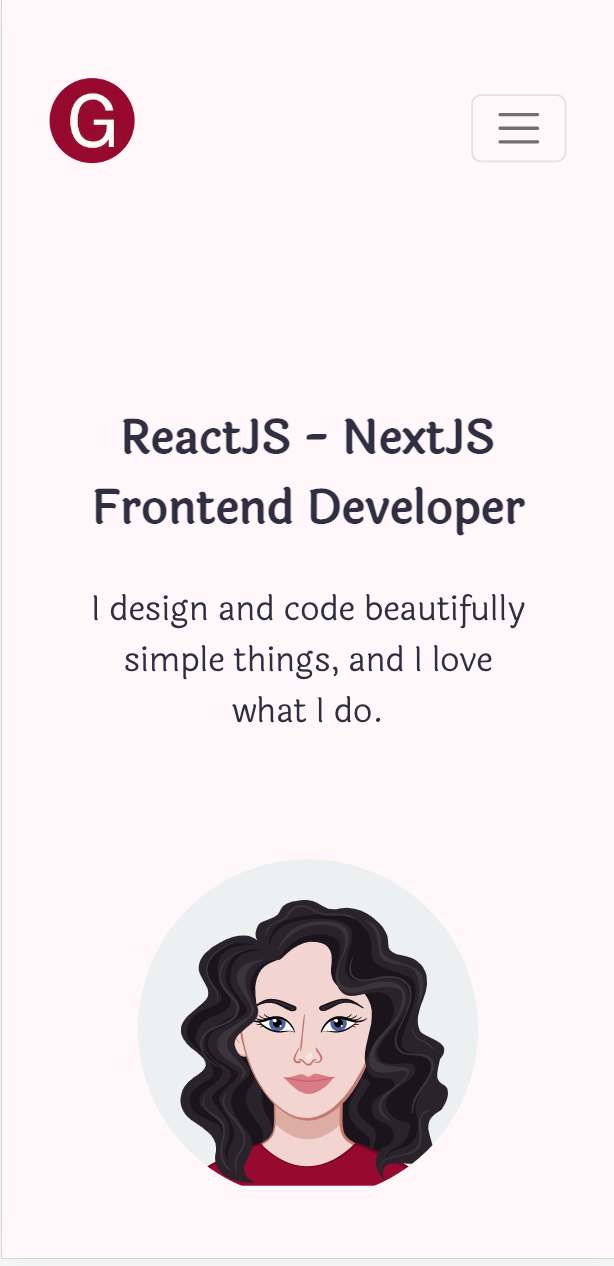 G
ReactJS - NextJS
Frontend Developer
I design and code beautifully
simple things, and I love
what I do.